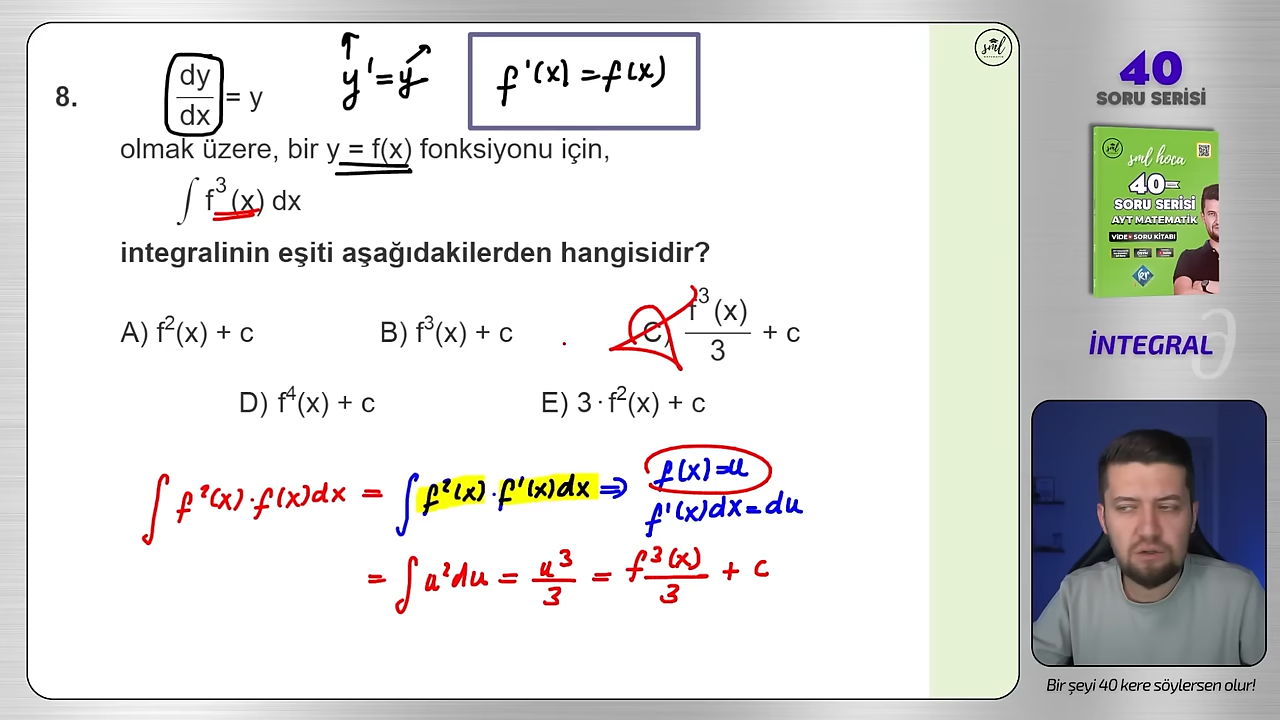 8.
dy/dx = y
y' = y
f'(x) = f(x)
olmak üzere, bir y = f(x) fonksiyonu için,
∫ f³(x) dx
integralinin eşiti aşağıdakilerden hangisidir?
A) f²(x) + c
B) f³(x) + c
C) f³(x)/3 + c
D) f⁴(x) + c
E) 3 · f²(x) + c
∫ f²(x) · f(x)dx = ∫ f²(x) · f'(x)dx ⇒ f(x) = u
f'(x)dx = du
= ∫ u²du = u³/3 = f³(x)/3 + c
sml
40
SORU SERİSİ
sml hoca
40
SORU SERİSİ
AYT MATEMATİK
VİDEO SORU KİTABI
İNTEGRAL
Bir şeyi 40 kere söylersen olur!